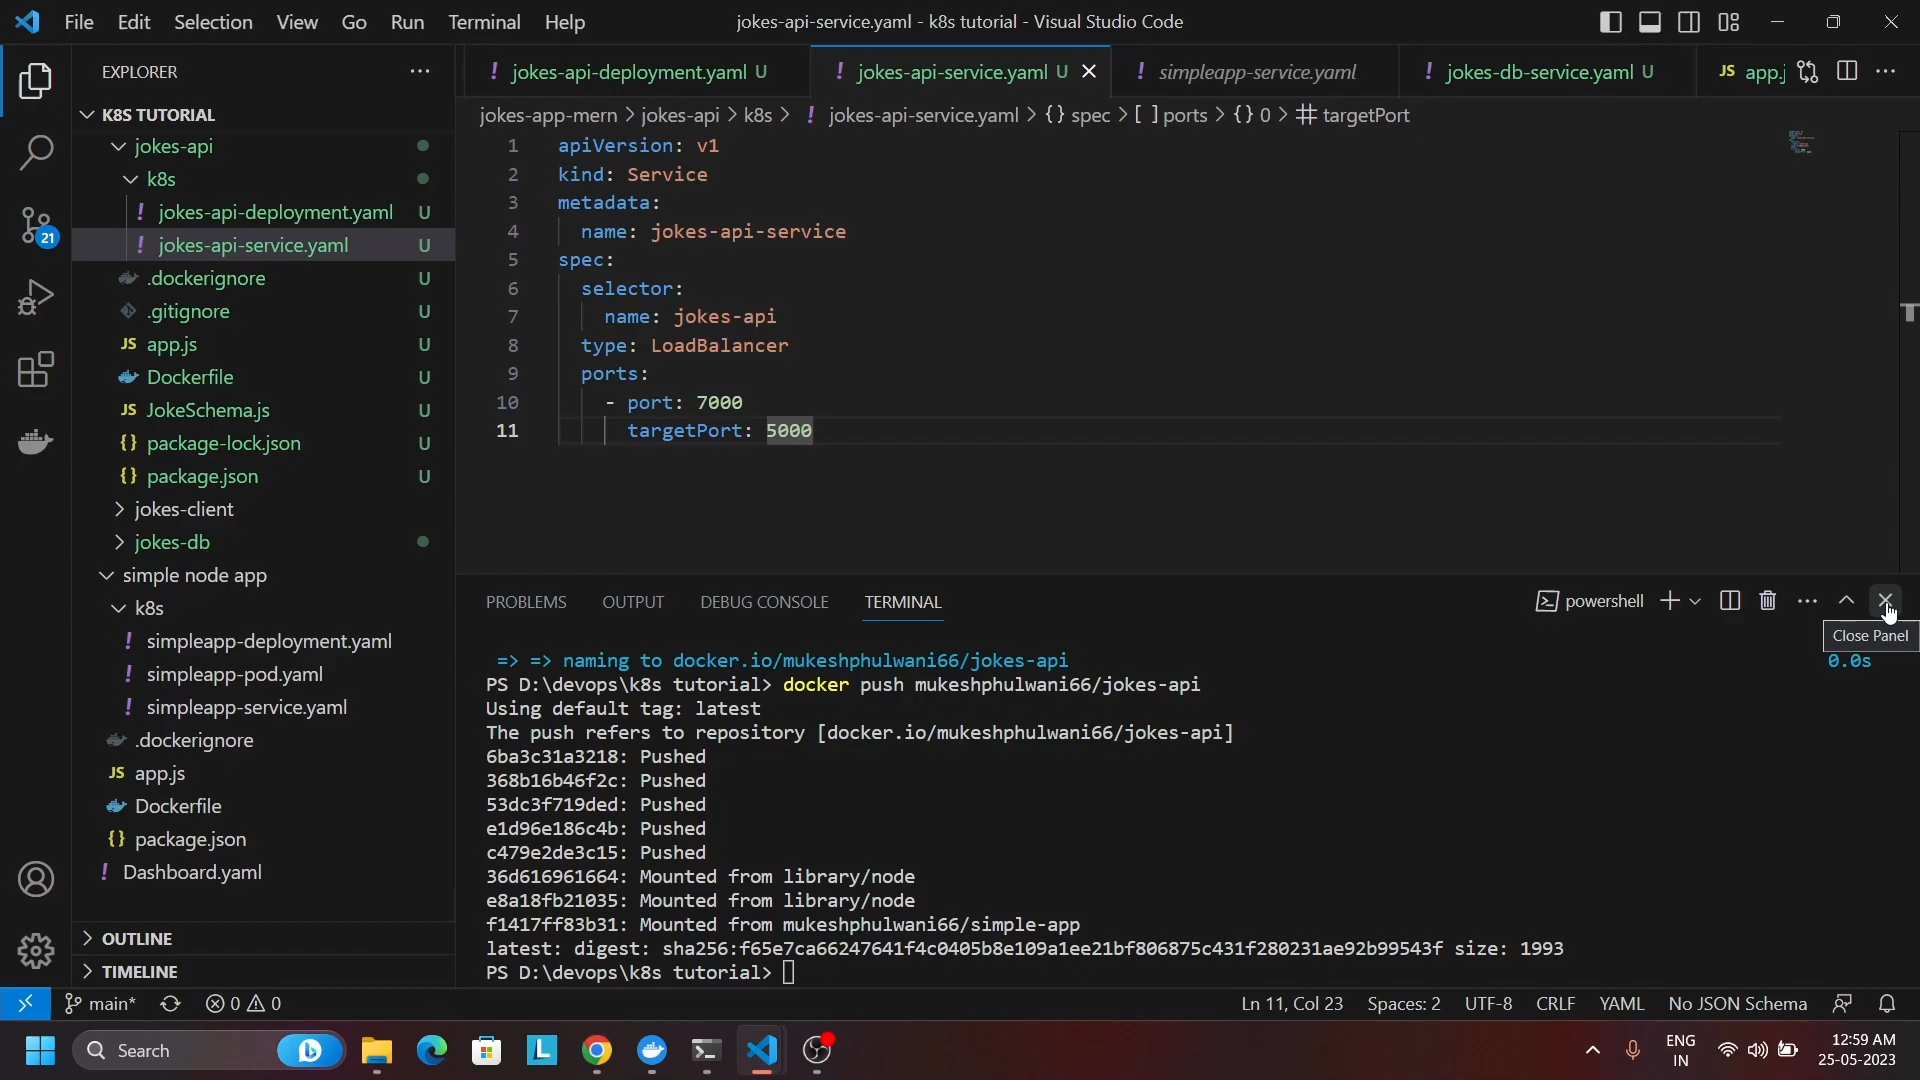 File Edit Selection View Go Run Terminal Help
jokes-api-service.yaml - k8s tutorial - Visual Studio Code
EXPLORER
K8S TUTORIAL
jokes-api
k8s
! jokes-api-deployment.yaml U
! jokes-api-service.yaml U
.dockerignore U
.gitignore U
JS app.js U
Dockerfile U
JS JokeSchema.js U
{} package-lock.json U
{} package.json U
jokes-client
jokes-db
simple node app
k8s
! simpleapp-deployment.yaml
! simpleapp-pod.yaml
! simpleapp-service.yaml
.dockerignore
JS app.js
Dockerfile
{} package.json
! Dashboard.yaml
OUTLINE
TIMELINE
21
! jokes-api-deployment.yaml U
! jokes-api-service.yaml U
! simpleapp-service.yaml
! jokes-db-service.yaml U
JS app.j
jokes-app-mern > jokes-api > k8s > ! jokes-api-service.yaml > {} spec > [ ] ports > {} 0 > # targetPort
1 apiVersion: v1
2 kind: Service
3 metadata:
4 name: jokes-api-service
5 spec:
6 selector:
7 name: jokes-api
8 type: LoadBalancer
9 ports:
10 - port: 7000
11 targetPort: 5000
PROBLEMS OUTPUT DEBUG CONSOLE TERMINAL
powershell
Close Panel
=> => naming to docker.io/mukeshphulwani66/jokes-api 0.0s
PS D:\devops\k8s tutorial> docker push mukeshphulwani66/jokes-api
Using default tag: latest
The push refers to repository [docker.io/mukeshphulwani66/jokes-api]
6ba3c31a3218: Pushed
368b16b46f2c: Pushed
53dc3f719ded: Pushed
e1d96e186c4b: Pushed
c479e2de3c15: Pushed
36d616961664: Mounted from library/node
e8a18fb21035: Mounted from library/node
f1417ff83b31: Mounted from mukeshphulwani66/simple-app
latest: digest: sha256:f65e7ca66247641f4c0405b8e109a1ee21bf806875c431f280231ae92b99543f size: 1993
PS D:\devops\k8s tutorial>
main* 0 0
Ln 11, Col 23 Spaces: 2 UTF-8 CRLF YAML No JSON Schema
Search
L
ENG
IN
12:59 AM
25-05-2023